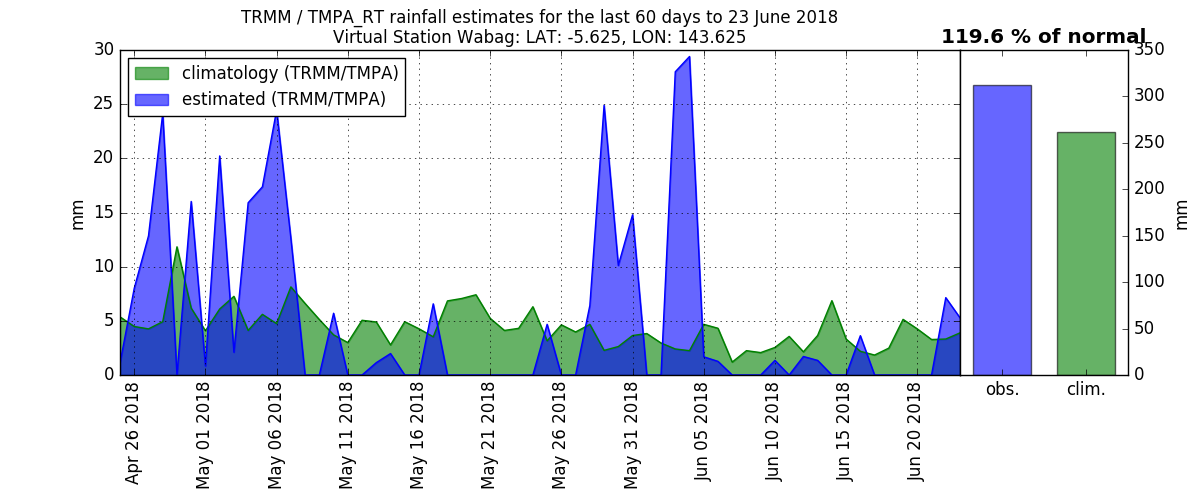 TRMM / TMPA_RT rainfall estimates for the last 60 days to 23 June 2018
Virtual Station Wabag: LAT: -5.625, LON: 143.625
119.6 % of normal
climatology (TRMM/TMPA)
estimated (TRMM/TMPA)
30
25
20
15
10
5
0
mm
Apr 26 2018
May 01 2018
May 06 2018
May 11 2018
May 16 2018
May 21 2018
May 26 2018
May 31 2018
Jun 05 2018
Jun 10 2018
Jun 15 2018
Jun 20 2018
350
300
250
200
150
100
50
0
mm
obs.
clim.